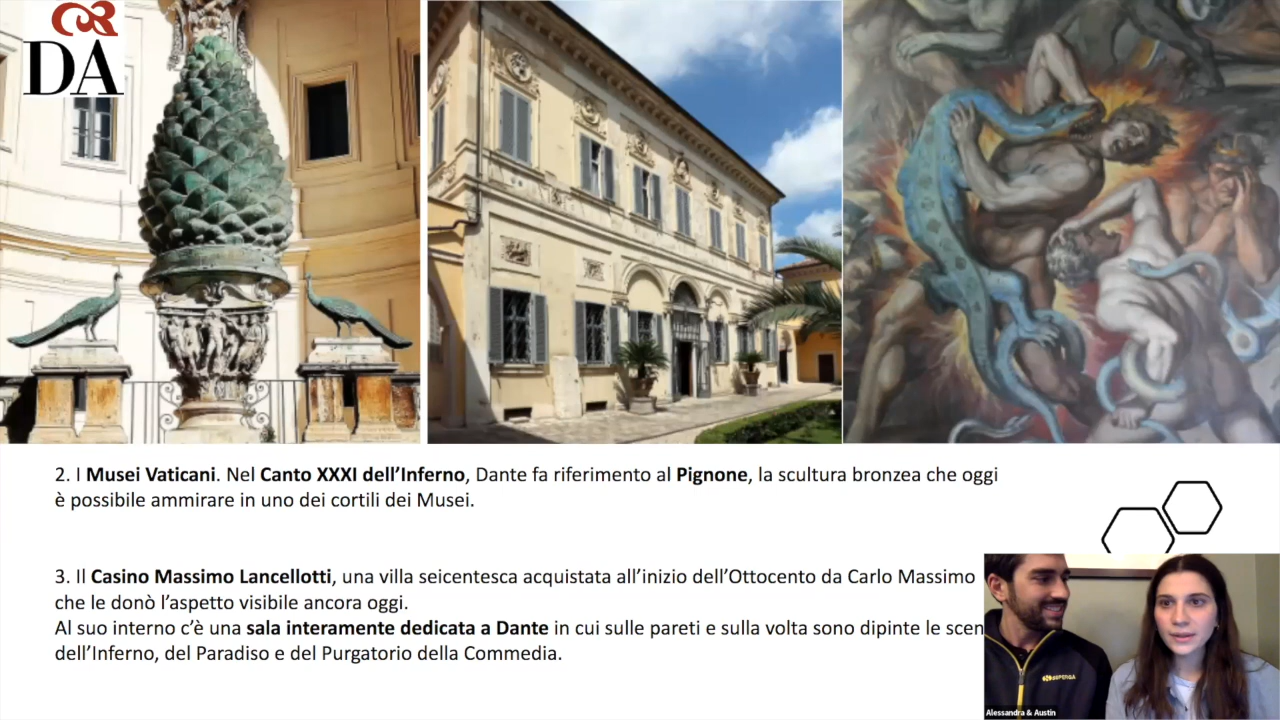 DA
2. I Musei Vaticani. Nel Canto XXXI dell’Inferno, Dante fa riferimento al Pignone, la scultura bronzea che oggi
è possibile ammirare in uno dei cortili dei Musei.
3. Il Casino Massimo Lancellotti, una villa seicentesca acquistata all’inizio dell’Ottocento da Carlo Massimo
che le donò l’aspetto visibile ancora oggi.
Al suo interno c’è una sala interamente dedicata a Dante in cui sulle pareti e sulla volta sono dipinte le scen
dell’Inferno, del Paradiso e del Purgatorio della Commedia.
Alessandra & Austin